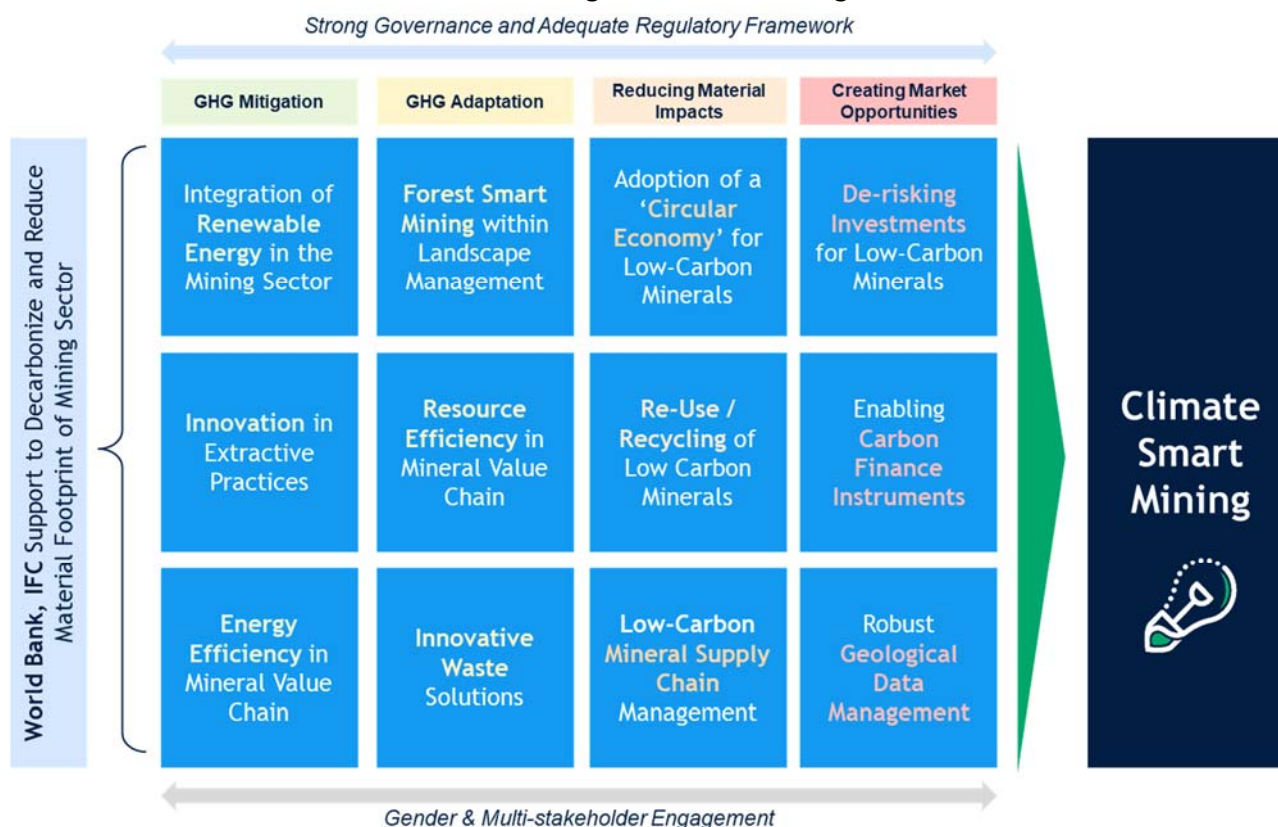 Strong Governance and Adequate Regulatory Framework
GHG Mitigation
GHG Adaptation
Reducing Material
Impacts
Creating Market
Opportunities
World Bank, IFC Support to Decarbonize and Reduce
Material Footprint of Mining Sector
Integration of
Renewable
Energy in the
Mining Sector
Forest Smart
Mining within
Landscape
Management
Adoption of a
‘Circular
Economy’ for
Low-Carbon
Minerals
De-risking
Investments
for Low-Carbon
Minerals
Innovation in
Extractive
Practices
Resource
Efficiency in
Mineral Value
Chain
Re-Use /
Recycling of
Low Carbon
Minerals
Enabling
Carbon
Finance
Instruments
Energy
Efficiency in
Mineral Value
Chain
Innovative
Waste
Solutions
Low-Carbon
Mineral Supply
Chain
Management
Robust
Geological
Data
Management
Climate
Smart
Mining
Gender & Multi-stakeholder Engagement